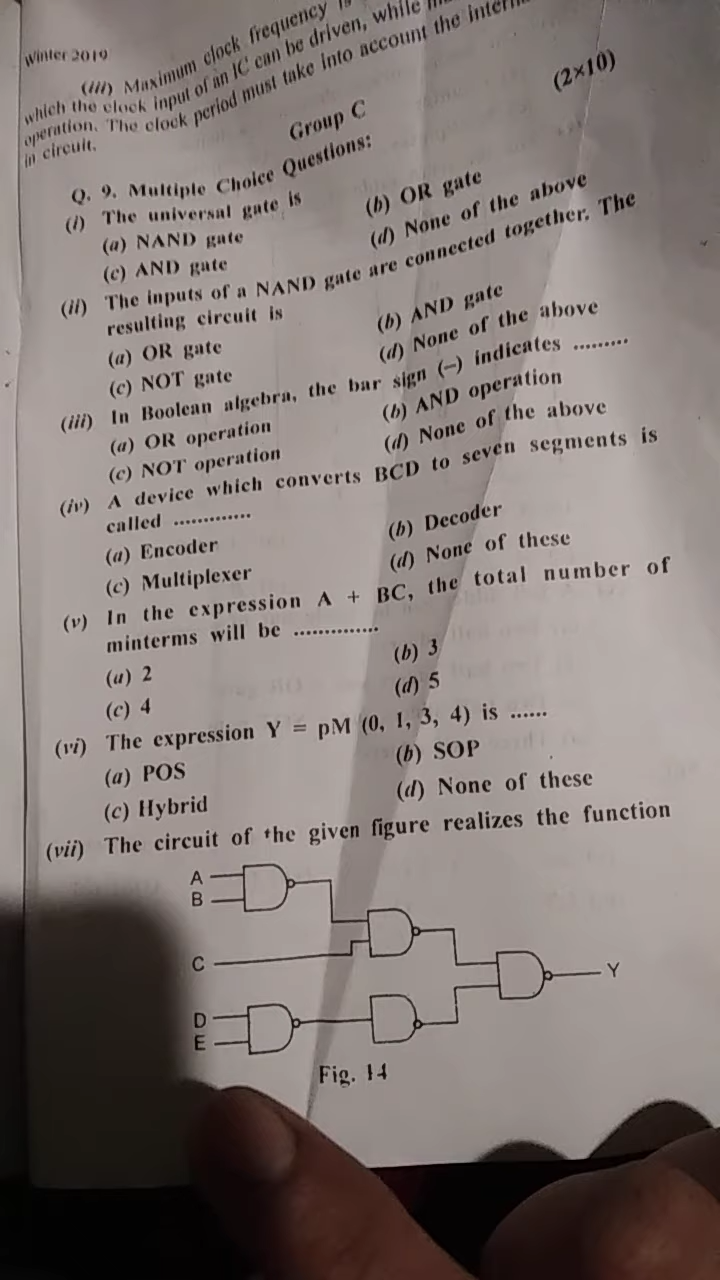 Winter 2019
(iii) Maximum clock frequency
which the clock input of an IC can be driven, while
operation. The clock period must take into account the
in circuit.
(2×10)
Group C
Q. 9. Multiple Choice Questions:
(i) The universal gate is
(a) NAND gate (b) OR gate
(c) AND gate (d) None of the above
(ii) The inputs of a NAND gate are connected together. The
resulting circuit is
(a) OR gate (b) AND gate
(c) NOT gate (d) None of the above
(iii) In Boolean algebra, the bar sign (–) indicates .........
(a) OR operation (b) AND operation
(c) NOT operation (d) None of the above
(iv) A device which converts BCD to seven segments is
called .............
(a) Encoder (b) Decoder
(c) Multiplexer (d) None of these
(v) In the expression A + BC, the total number of
minterms will be ..............
(a) 2 (b) 3
(c) 4 (d) 5
(vi) The expression Y = pM (0, 1, 3, 4) is ......
(a) POS (b) SOP
(c) Hybrid (d) None of these
(vii) The circuit of the given figure realizes the function
A
B
C
Y
D
E
Fig. 14